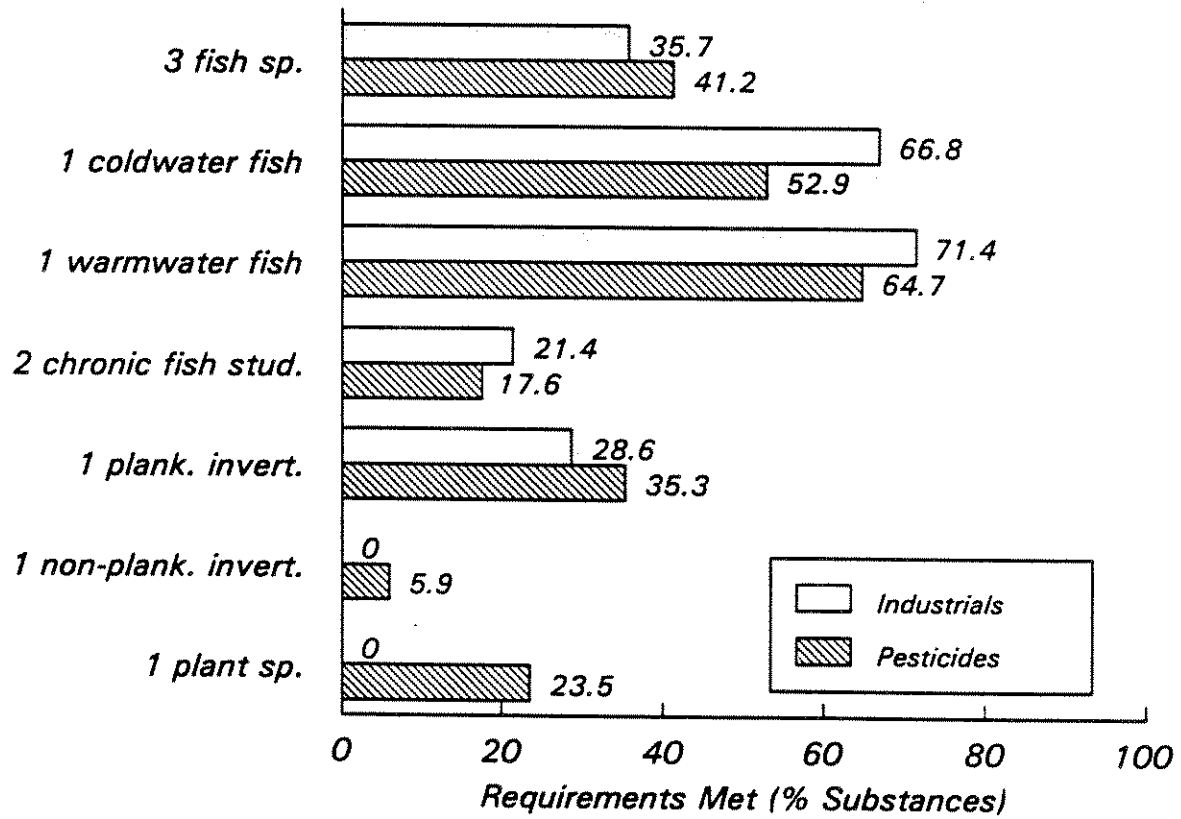 3 fish sp.
35.7
41.2
1 coldwater fish
66.8
52.9
1 warmwater fish
71.4
64.7
2 chronic fish stud.
21.4
17.6
1 plank. invert.
28.6
35.3
1 non-plank. invert.
0
5.9
1 plant sp.
0
23.5
Industrials
Pesticides
0 20 40 60 80 100
Requirements Met (% Substances)